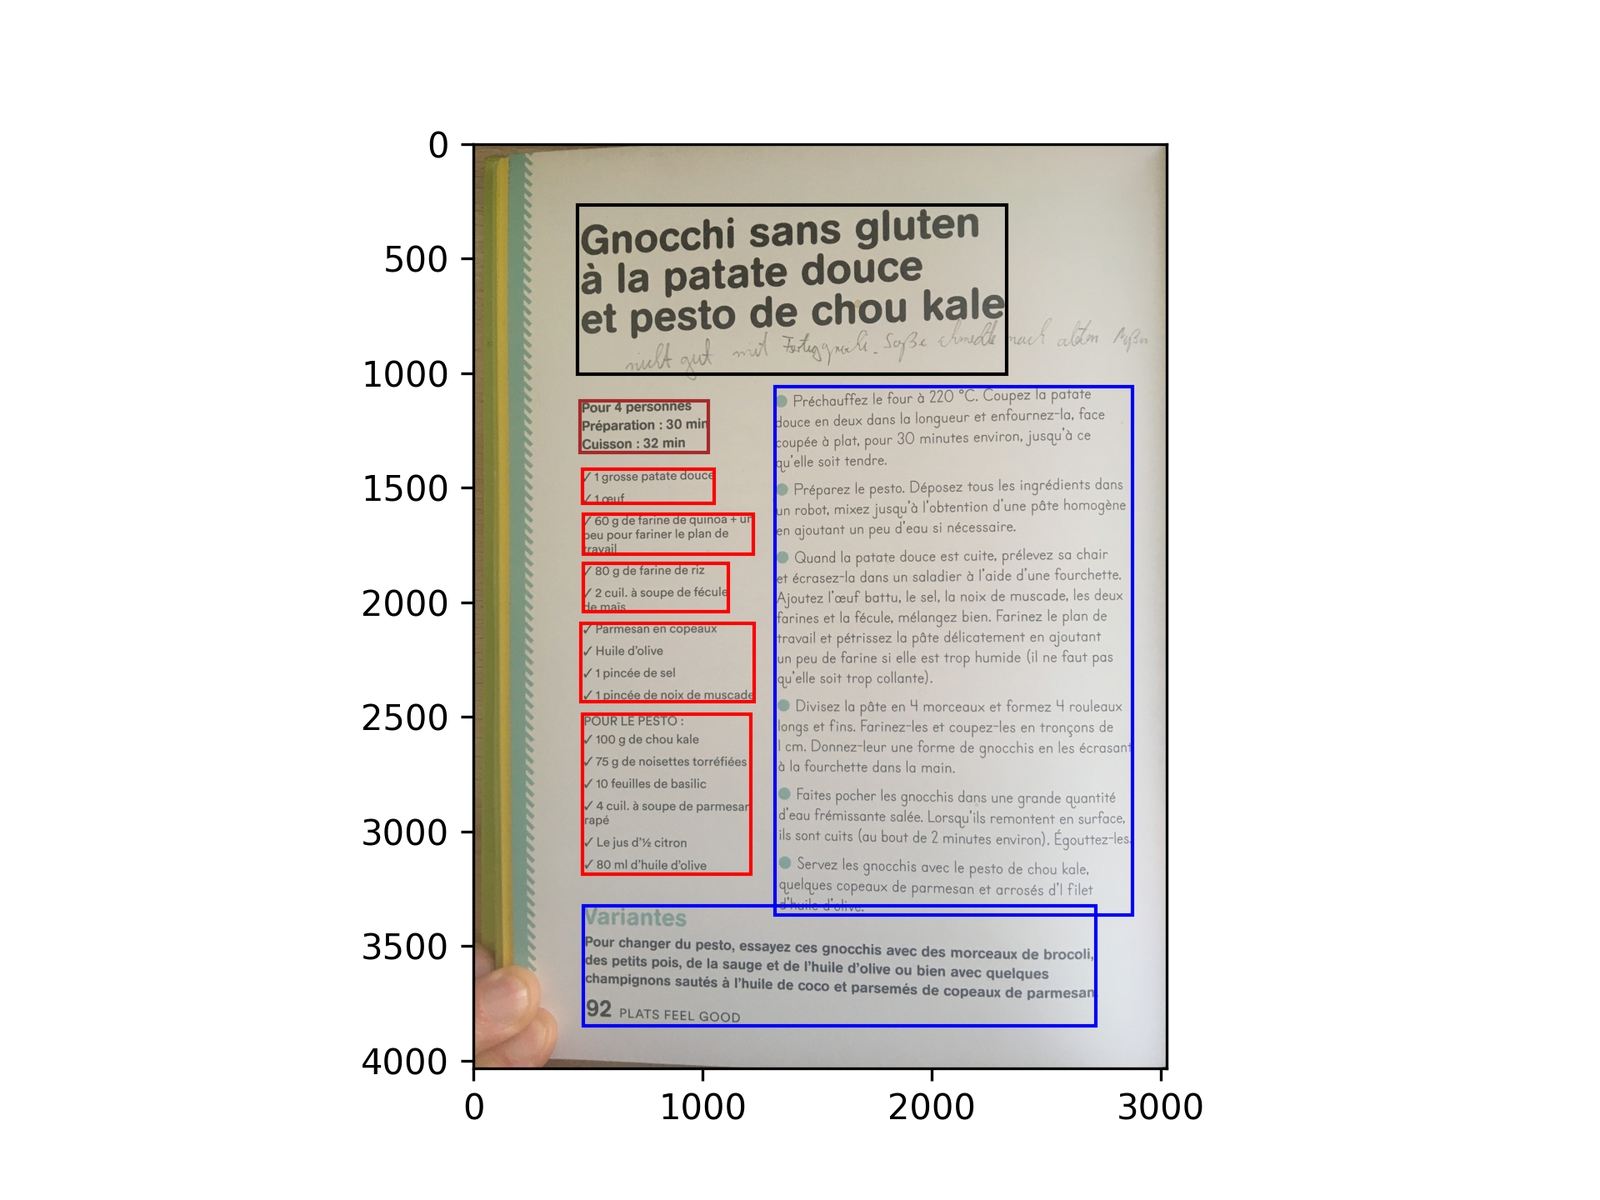 Gnocchi sans gluten
à la patate douce
et pesto de chou kale
nicht gut mit Soße schmeckte nach alten
Pour 4 personnes
Préparation : 30 min
Cuisson : 32 min
✓ 1 grosse patate douce
✓ 1 œuf
✓ 60 g de farine de quinoa + un
peu pour fariner le plan de
travail
✓ 80 g de farine de riz
✓ 2 cuil. à soupe de fécule
de maïs
✓ Parmesan en copeaux
✓ Huile d'olive
✓ 1 pincée de sel
✓ 1 pincée de noix de muscade
POUR LE PESTO :
✓ 100 g de chou kale
✓ 75 g de noisettes torréfiées
✓ 10 feuilles de basilic
✓ 4 cuil. à soupe de parmesan
rapé
✓ Le jus d'½ citron
✓ 80 ml d'huile d'olive
● Préchauffez le four à 220 °C. Coupez la patate
douce en deux dans la longueur et enfournez-la, face
coupée à plat, pour 30 minutes environ, jusqu'à ce
qu'elle soit tendre.
● Préparez le pesto. Déposez tous les ingrédients dans
un robot, mixez jusqu'à l'obtention d'une pâte homogène
en ajoutant un peu d'eau si nécessaire.
● Quand la patate douce est cuite, prélevez sa chair
et écrasez-la dans un saladier à l'aide d'une fourchette.
Ajoutez l'œuf battu, le sel, la noix de muscade, les deux
farines et la fécule, mélangez bien. Farinez le plan de
travail et pétrissez la pâte délicatement en ajoutant
un peu de farine si elle est trop humide (il ne faut pas
qu'elle soit trop collante).
● Divisez la pâte en 4 morceaux et formez 4 rouleaux
longs et fins. Farinez-les et coupez-les en tronçons de
1 cm. Donnez-leur une forme de gnocchis en les écrasant
à la fourchette dans la main.
● Faites pocher les gnocchis dans une grande quantité
d'eau frémissante salée. Lorsqu'ils remontent en surface,
ils sont cuits (au bout de 2 minutes environ). Égouttez-les.
● Servez les gnocchis avec le pesto de chou kale,
quelques copeaux de parmesan et arrosés d'1 filet
d'huile d'olive.
Variantes
Pour changer du pesto, essayez ces gnocchis avec des morceaux de brocoli,
des petits pois, de la sauge et de l'huile d'olive ou bien avec quelques
champignons sautés à l'huile de coco et parsemés de copeaux de parmesan
92 PLATS FEEL GOOD
0
500
1000
1500
2000
2500
3000
3500
4000
0 1000 2000 3000